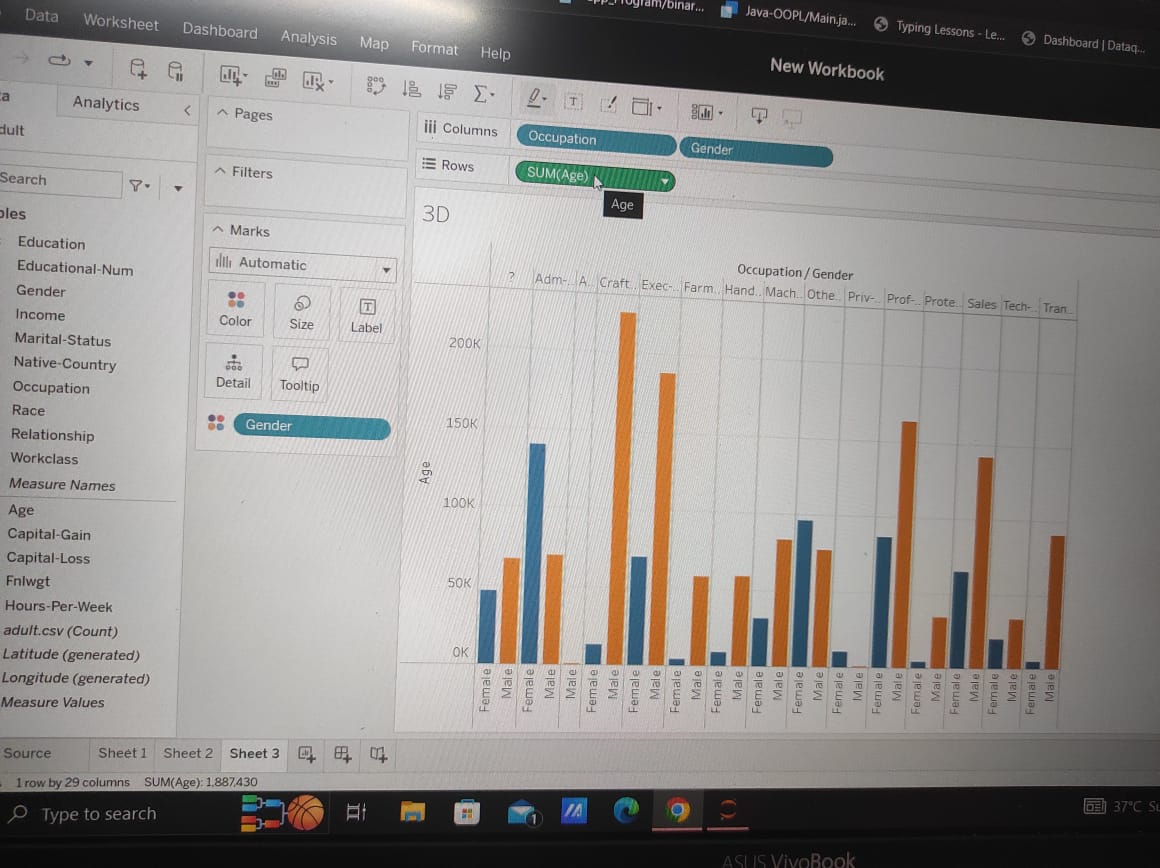 Java-OOPL/Main.ja...
Typing Lessons - Le...
Dashboard | Dataq...
Data Worksheet Dashboard Analysis Map Format Help
New Workbook
Analytics
Pages
Columns Occupation Gender
Rows SUM(Age)
Age
Search
Filters
3D
Marks
Automatic
Color Size Label
Detail Tooltip
Gender
Education
Educational-Num
Gender
Income
Marital-Status
Native-Country
Occupation
Race
Relationship
Workclass
Measure Names
Age
Capital-Gain
Capital-Loss
Fnlwgt
Hours-Per-Week
adult.csv (Count)
Latitude (generated)
Longitude (generated)
Measure Values
Occupation / Gender
? Adm-.. A.. Craft.. Exec-.. Farm.. Hand.. Mach.. Othe.. Priv-.. Prof-.. Prote.. Sales Tech-.. Tran..
200K
150K
100K
50K
0K
Age
Female Male Female Male Male Female Male Female Male Female Male Female Male Female Male Female Male Female Male Female Male Female Male Female Male Female Male Female Male
Source Sheet 1 Sheet 2 Sheet 3
1 row by 29 columns SUM(Age): 1,887,430
Type to search
1
37°C
ASUS VivoBook